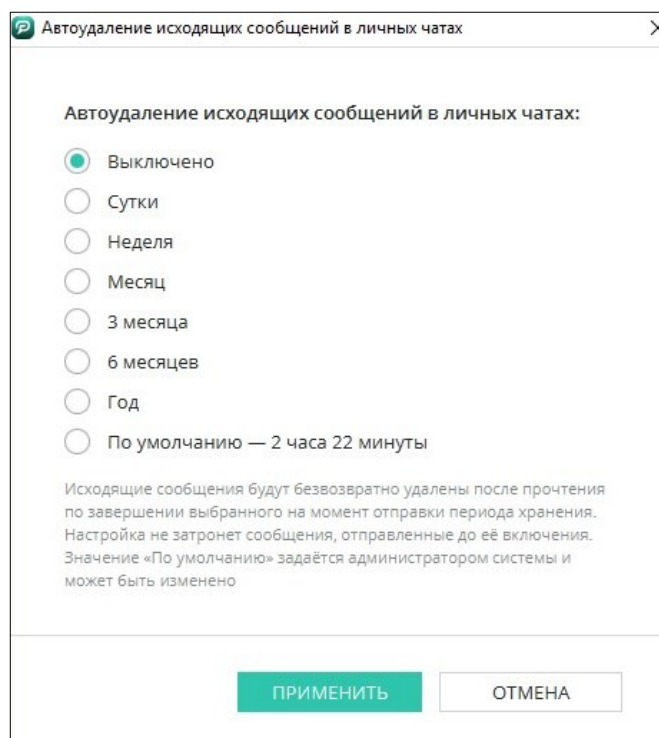 Автоудаление исходящих сообщений в личных чатах
Автоудаление исходящих сообщений в личных чатах:
Выключено
Сутки
Неделя
Месяц
3 месяца
6 месяцев
Год
По умолчанию — 2 часа 22 минуты
Исходящие сообщения будут безвозвратно удалены после прочтения
по завершении выбранного на момент отправки периода хранения.
Настройка не затронет сообщения, отправленные до её включения.
Значение «По умолчанию» задаётся администратором системы и
может быть изменено
ПРИМЕНИТЬ
ОТМЕНА